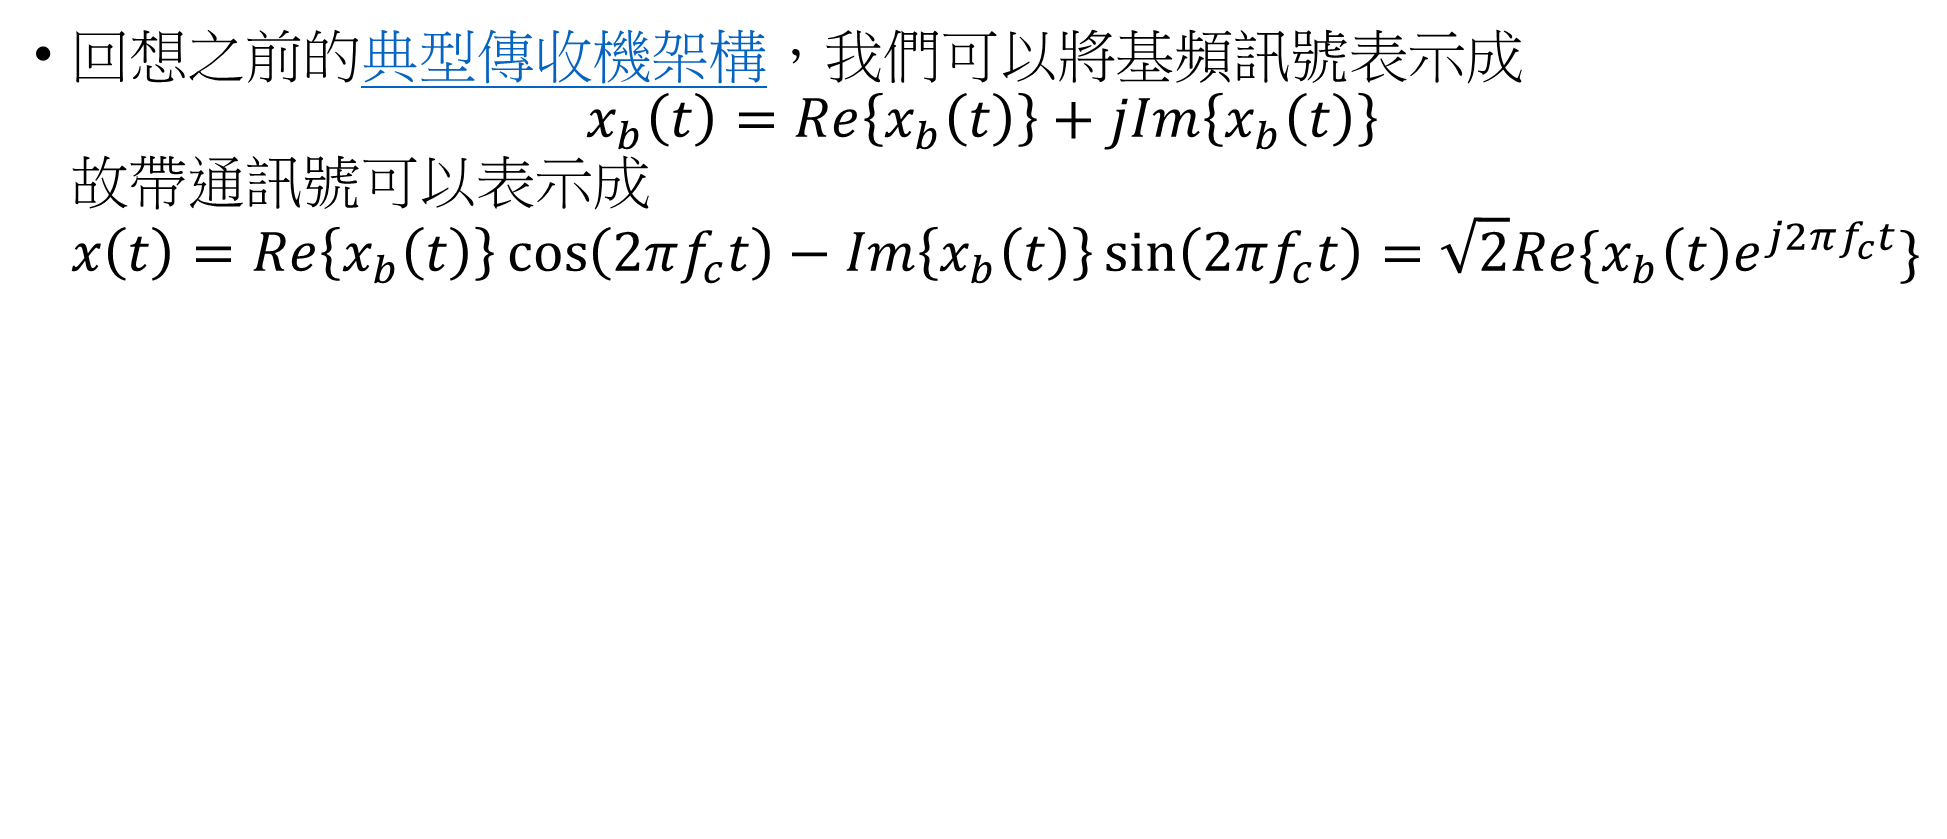 • 回想之前的典型傳收機架構，我們可以將基頻訊號表示成
x_b(t) = Re{x_b(t)} + jIm{x_b(t)}
故帶通訊號可以表示成
x(t) = Re{x_b(t)} cos(2πf_c t) − Im{x_b(t)} sin(2πf_c t) = √2Re{x_b(t)e^{j2πf_c t}}